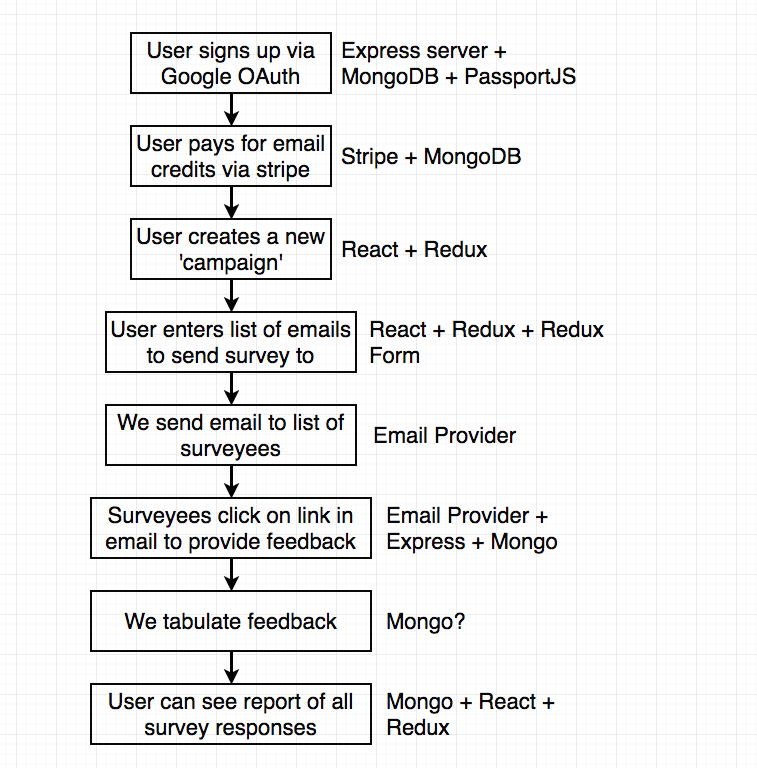 User signs up via
Google OAuth
Express server +
MongoDB + PassportJS
User pays for email
credits via stripe
Stripe + MongoDB
User creates a new
'campaign'
React + Redux
User enters list of emails
to send survey to
React + Redux + Redux
Form
We send email to list of
surveyees
Email Provider
Surveyees click on link in
email to provide feedback
Email Provider +
Express + Mongo
We tabulate feedback
Mongo?
User can see report of all
survey responses
Mongo + React +
Redux